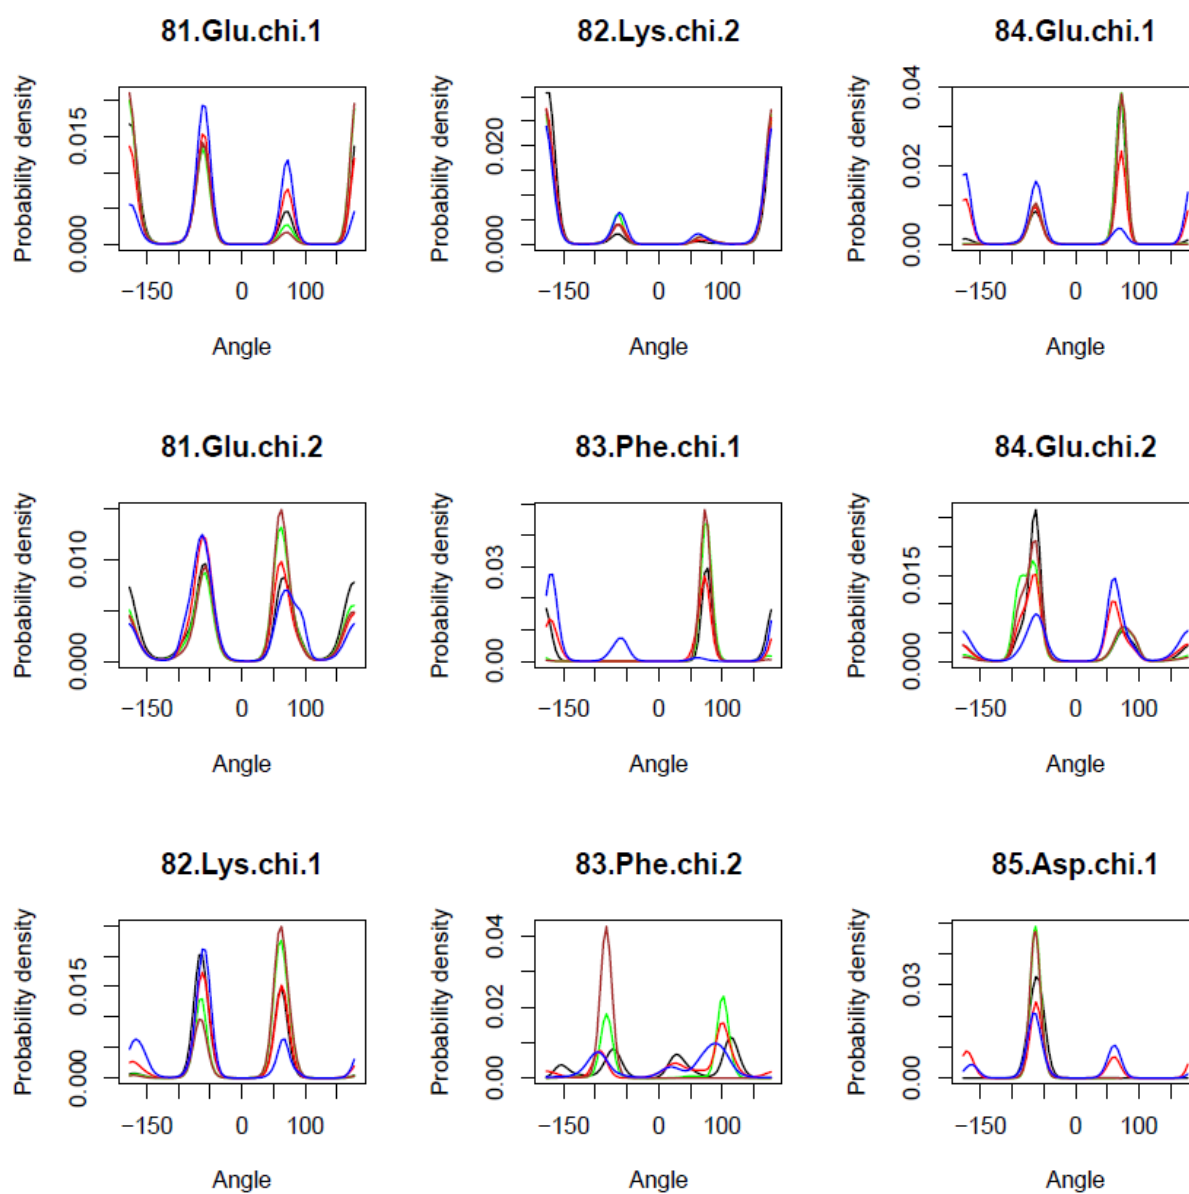 81.Glu.chi.1
82.Lys.chi.2
84.Glu.chi.1
Probability density
0.000 0.015
−150 0 100
Angle
Probability density
0.000 0.020
−150 0 100
Angle
Probability density
0.00 0.02 0.04
−150 0 100
Angle
81.Glu.chi.2
83.Phe.chi.1
84.Glu.chi.2
Probability density
0.000 0.010
−150 0 100
Angle
Probability density
0.00 0.03
−150 0 100
Angle
Probability density
0.000 0.015
−150 0 100
Angle
82.Lys.chi.1
83.Phe.chi.2
85.Asp.chi.1
Probability density
0.000 0.015
−150 0 100
Angle
Probability density
0.00 0.02 0.04
−150 0 100
Angle
Probability density
0.00 0.03
−150 0 100
Angle